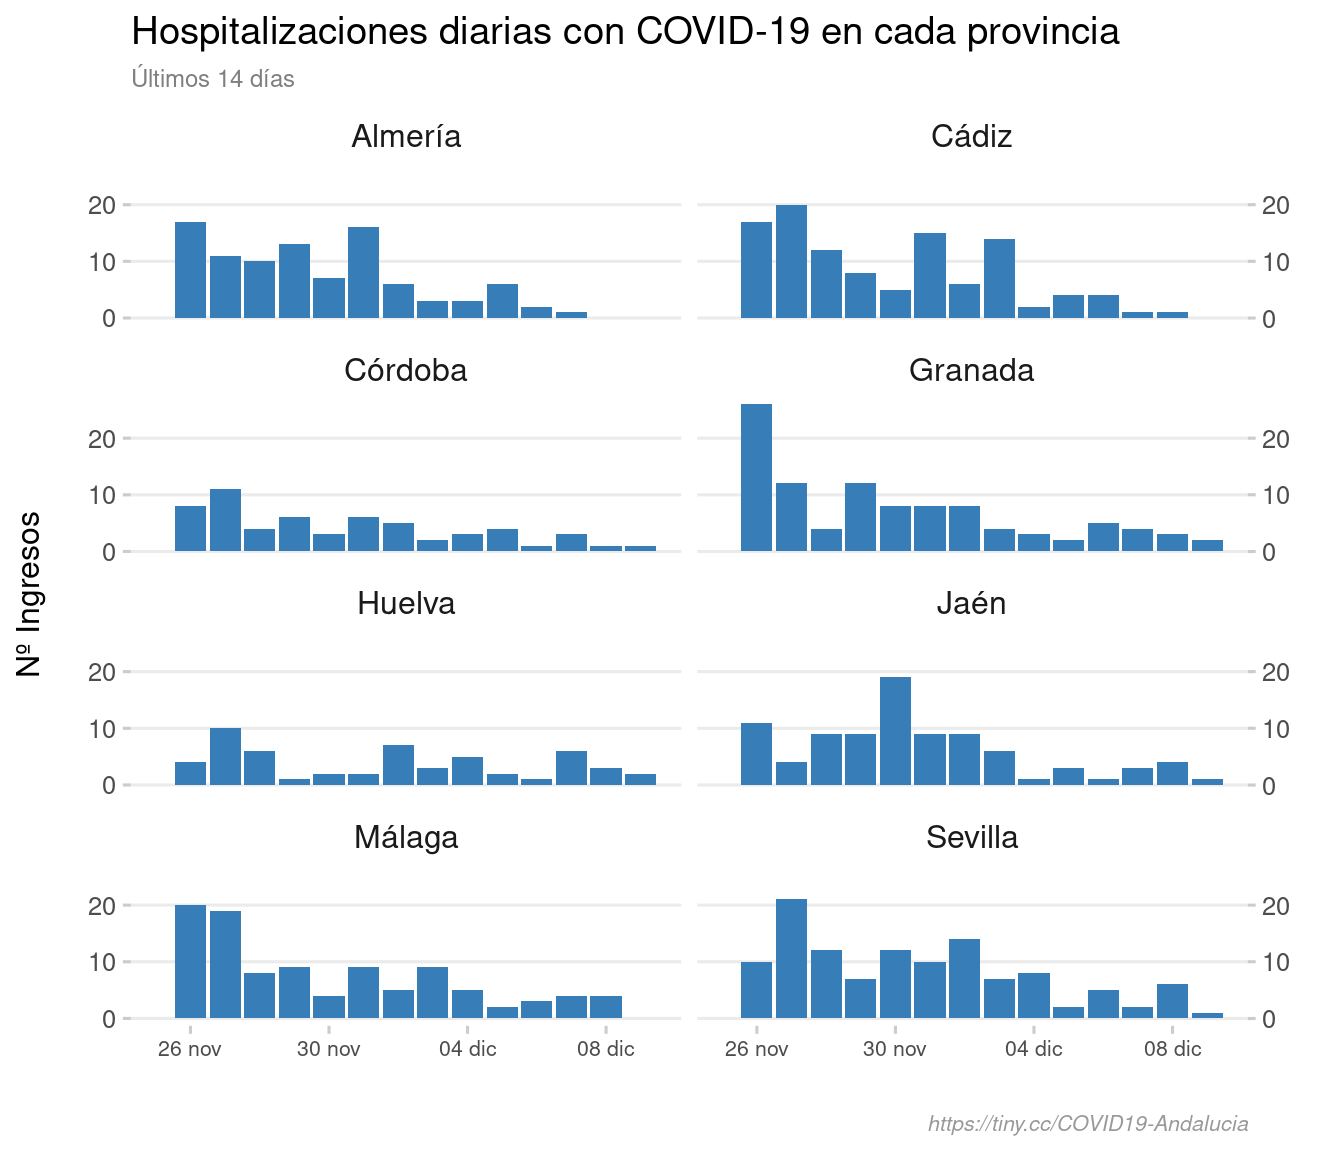 Hospitalizaciones diarias con COVID-19 en cada provincia
Últimos 14 días
Almería
Cádiz
20
10
0
20
10
0
Córdoba
Granada
20
10
0
20
10
0
Huelva
Jaén
20
10
0
20
10
0
Málaga
Sevilla
20
10
0
20
10
0
26 nov 30 nov 04 dic 08 dic
26 nov 30 nov 04 dic 08 dic
Nº Ingresos
https://tiny.cc/COVID19-Andalucia